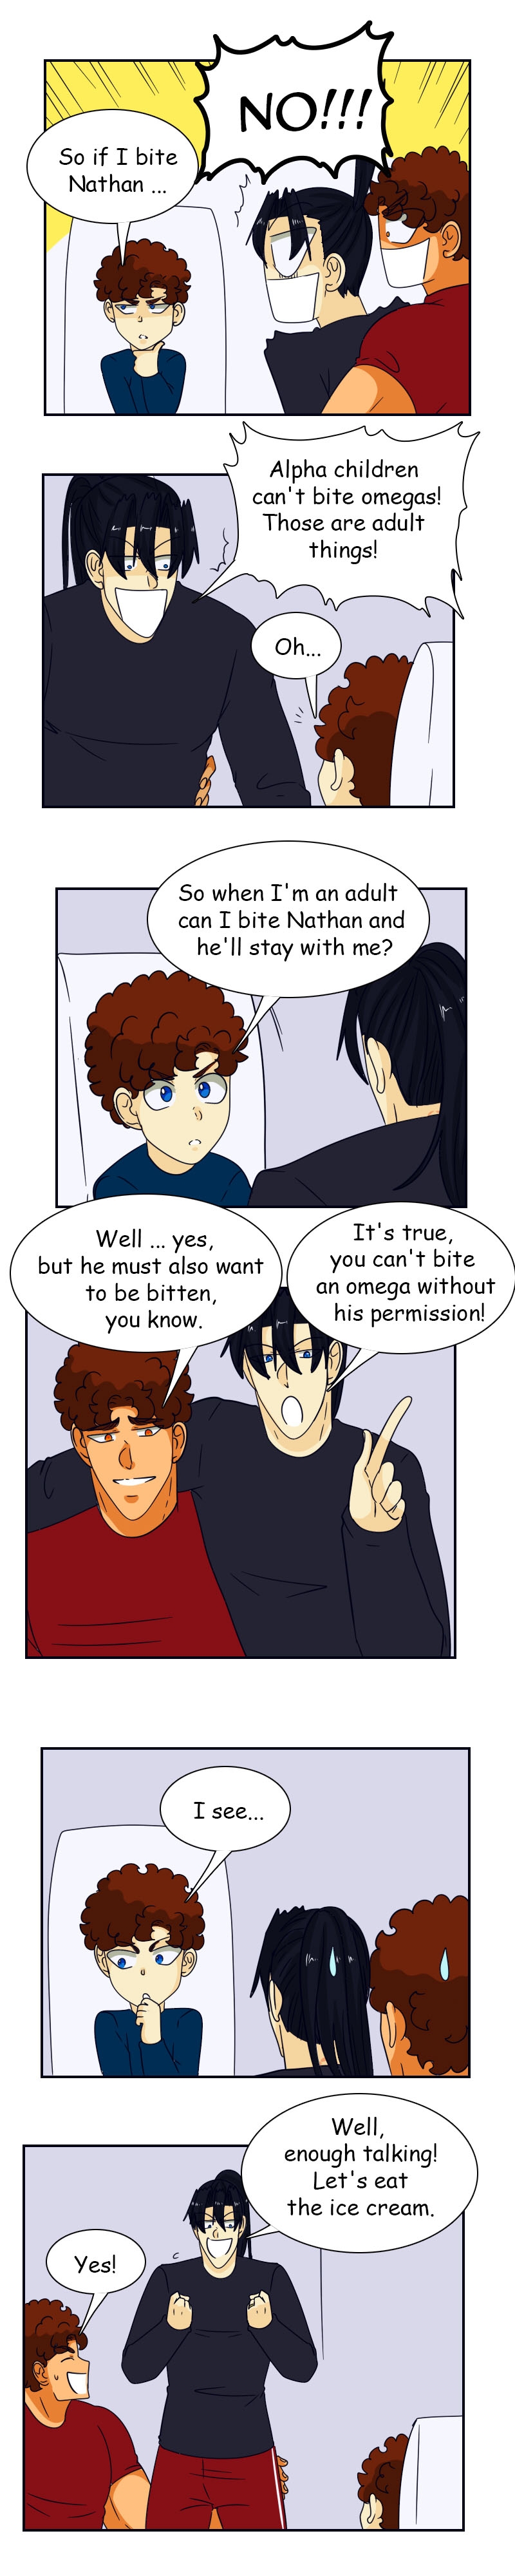 NO!!!
So if I bite
Nathan ...
Alpha children
can't bite omegas!
Those are adult
things!
Oh...
So when I'm an adult
can I bite Nathan and
he'll stay with me?
Well ... yes,
but he must also want
to be bitten,
you know.
It's true,
you can't bite
an omega without
his permission!
I see...
Well,
enough talking!
Let's eat
the ice cream.
Yes!